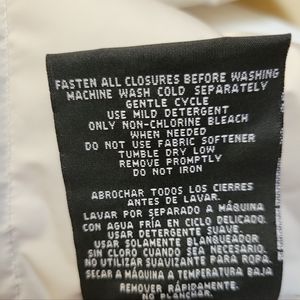 FASTEN ALL CLOSURES BEFORE WASHING
MACHINE WASH COLD SEPARATELY
GENTLE CYCLE
USE MILD DETERGENT
ONLY NON-CHLORINE BLEACH
WHEN NEEDED
DO NOT USE FABRIC SOFTENER
TUMBLE DRY LOW
REMOVE PROMPTLY
DO NOT IRON
ABROCHAR TODOS LOS CIERRES
ANTES DE LAVAR.
LAVAR POR SEPARADO A MÁQUINA
CON AGUA FRÍA EN CICLO DELICADO.
USAR DETERGENTE SUAVE.
USAR SOLAMENTE BLANQUEADOR
SIN CLORO CUANDO SEA NECESARIO.
NO UTILIZAR SUAVIZANTE PARA ROPA.
SECAR A MÁQUINA A TEMPERATURA BAJA
REMOVER RÁPIDAMENTE.
NO PLANCHAR.